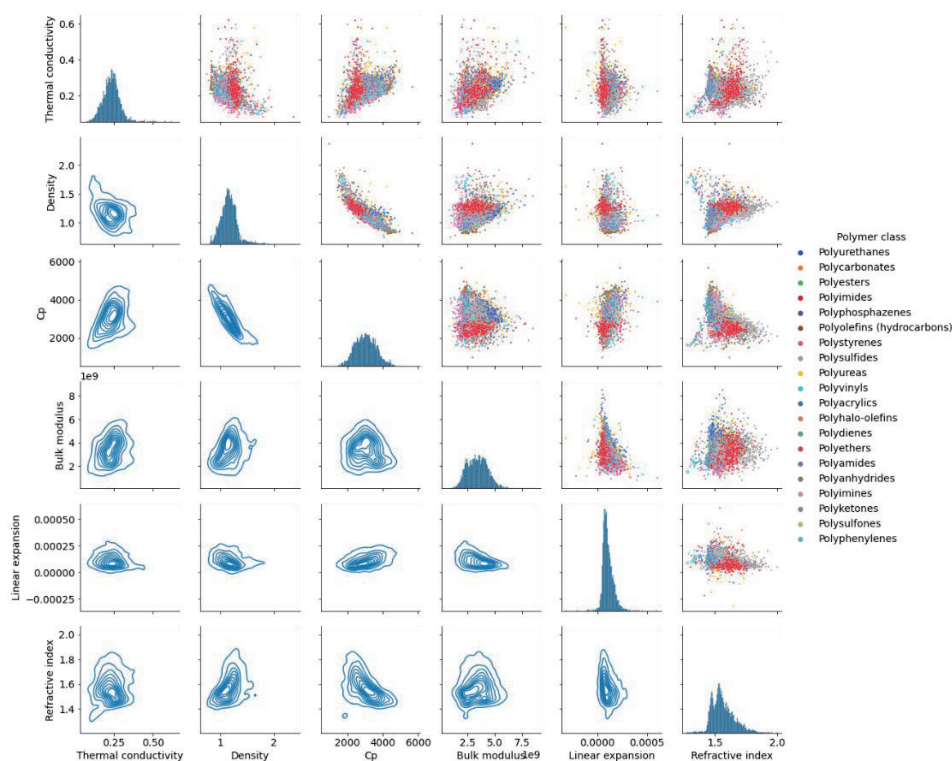 Thermal conductivity
0.6
0.4
0.2
Density
2.0
1.5
1.0
Cp
6000
4000
2000
1e9
Bulk modulus
8
6
4
2
Linear expansion
0.00050
0.00025
0.00000
−0.00025
Refractive index
2.0
1.8
1.6
1.4
0.25 0.50
Thermal conductivity
1 2
Density
2000 4000 6000
Cp
2.5 5.0 7.5
Bulk modulus 1e9
0.0000 0.0005
Linear expansion
1.5 2.0
Refractive index
Polymer class
Polyurethanes
Polycarbonates
Polyesters
Polyimides
Polyphosphazenes
Polyolefins (hydrocarbons)
Polystyrenes
Polysulfides
Polyureas
Polyvinyls
Polyacrylics
Polyhalo-olefins
Polydienes
Polyethers
Polyamides
Polyanhydrides
Polyimines
Polyketones
Polysulfones
Polyphenylenes